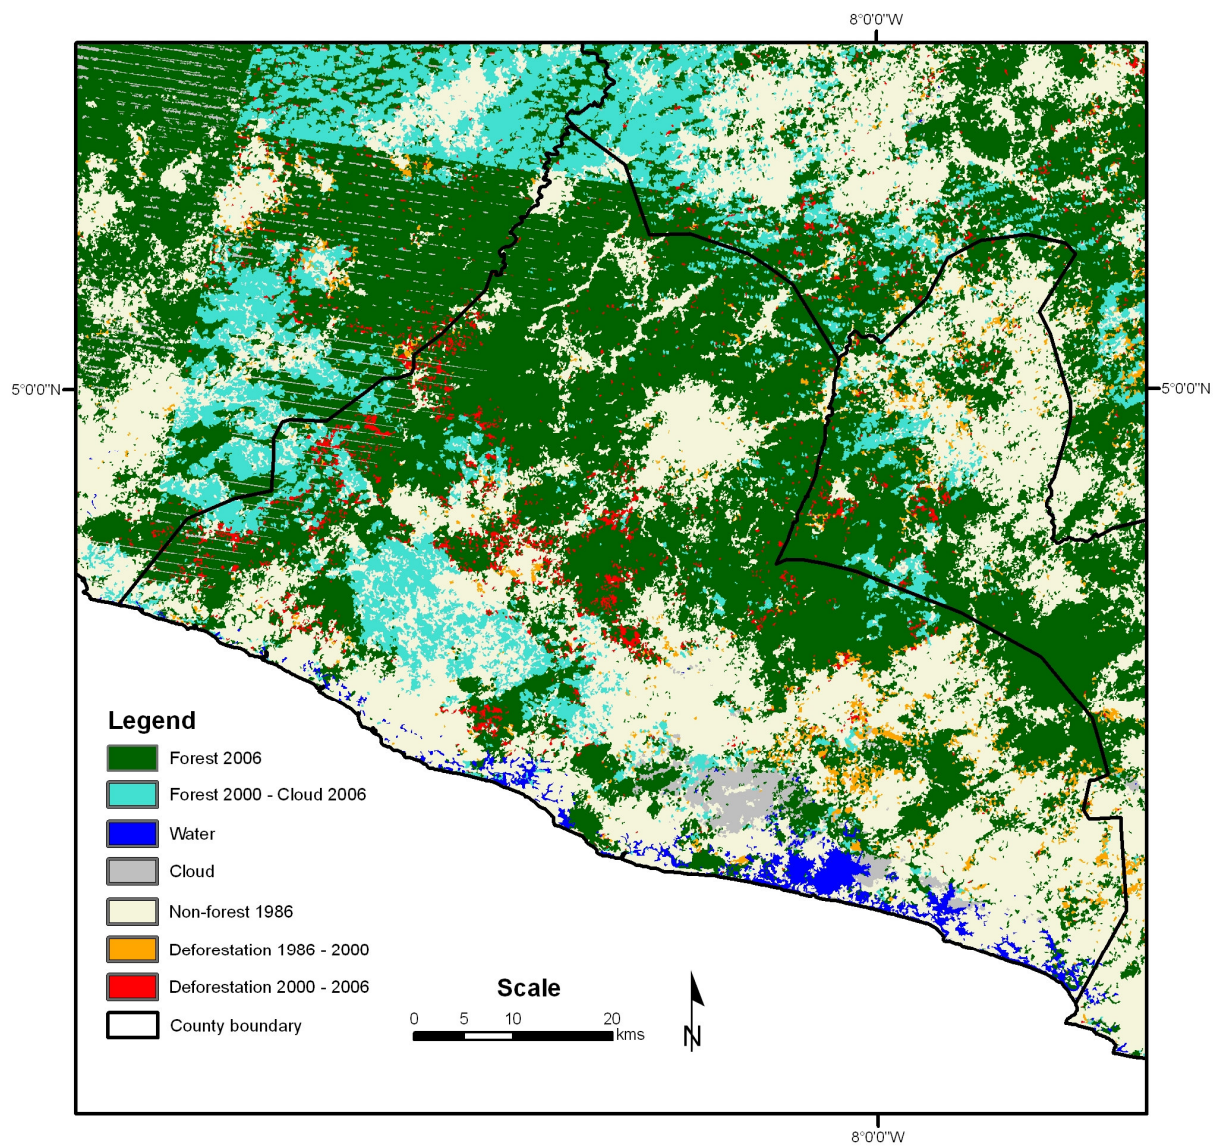 8°0'0"W
5°0'0"N
5°0'0"N
Legend
Forest 2006
Forest 2000 - Cloud 2006
Water
Cloud
Non-forest 1986
Deforestation 1986 - 2000
Deforestation 2000 - 2006
County boundary
Scale
0 5 10 20
kms
N
8°0'0"W